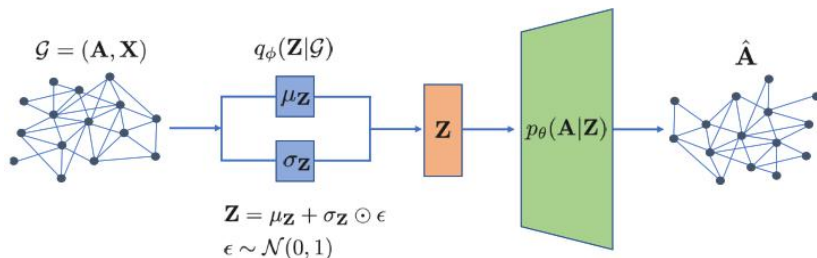 𝒢 = (𝐀, 𝐗)
q_ϕ(𝐙|𝒢)
μ_𝐙
σ_𝐙
𝐙 = μ_𝐙 + σ_𝐙 ⊙ ϵ
ϵ ∼ 𝒩(0, 1)
𝐙
p_θ(𝐀|𝐙)
𝐀̂